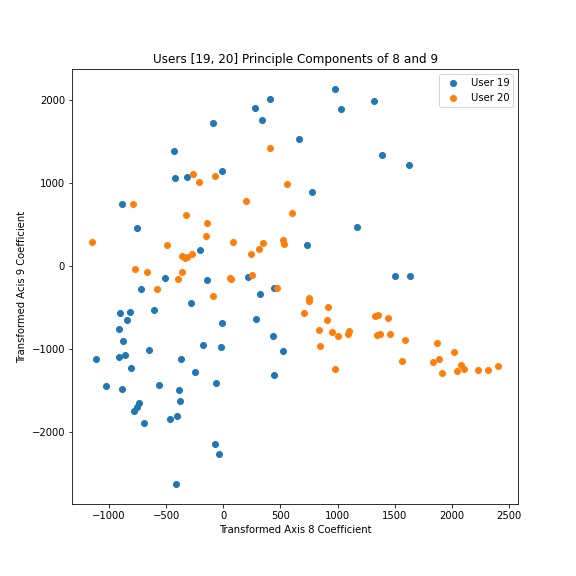 Users [19, 20] Principle Components of 8 and 9
User 19
User 20
2000
1000
0
−1000
−2000
Transformed Acis 9 Coefficient
−1000 −500 0 500 1000 1500 2000 2500
Transformed Axis 8 Coefficient